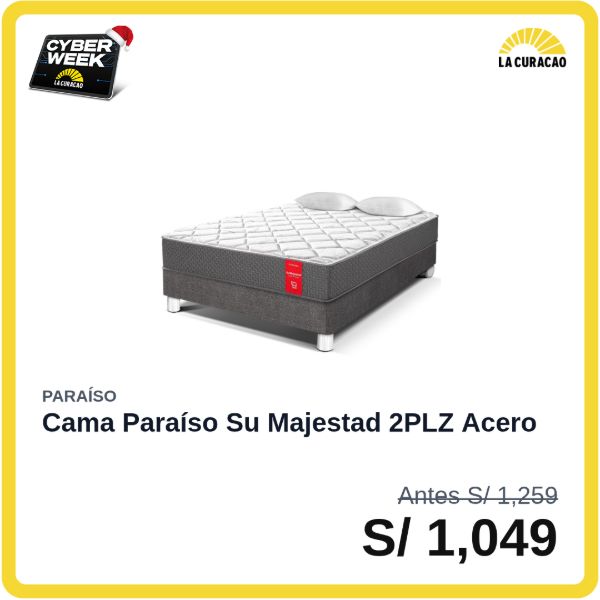 CYBER
WEEK
LA CURACAO
LA CURACAO
PARAÍSO
Cama Paraíso Su Majestad 2PLZ Acero
Antes S/ 1,259
S/ 1,049